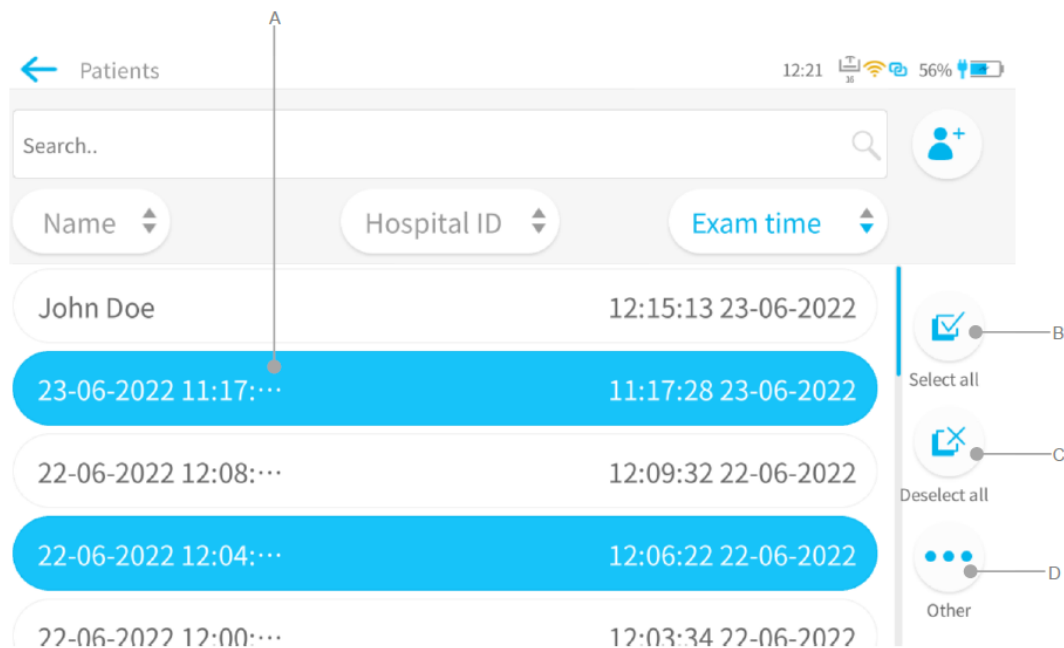 A
Patients 12:21 16 56%
Search..
Name Hospital ID Exam time
John Doe 12:15:13 23-06-2022
B
23-06-2022 11:17:··· 11:17:28 23-06-2022
Select all
22-06-2022 12:08:··· 12:09:32 22-06-2022
C
Deselect all
22-06-2022 12:04:··· 12:06:22 22-06-2022
D
Other
22-06-2022 12:00:··· 12:03:34 22-06-2022